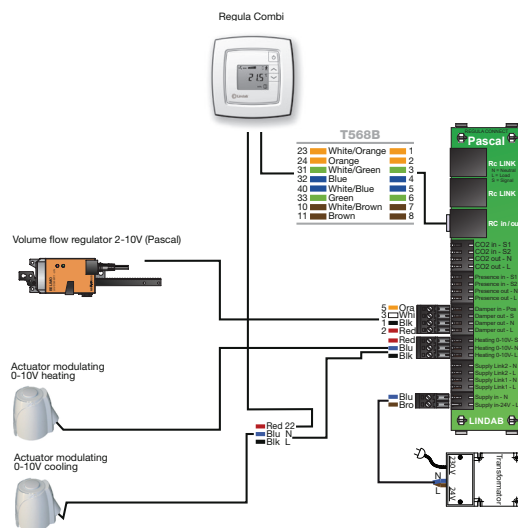 Regula Combi
21.5°
T568B
23 White/Orange 1
24 Orange 2
31 White/Green 3
32 Blue 4
40 White/Blue 5
33 Green 6
10 White/Brown 7
11 Brown 8
REGULA CONNECT
Pascal
Rc LINK
N = Neutral
L = Load
S = Signal
Rc LINK
RC in / out
CO2 in - S1
CO2 in - S2
CO2 out - N
CO2 out - L
Presence in - S1
Presence in - S2
Presence out - N
Presence out - L
Volume flow regulator 2-10V (Pascal)
5 Ora
3 Whi
1 Blk
2 Red
Damper in - Pos
Damper out - S
Damper out - N
Damper out - L
Red
Blu
Blk
Heating 0-10V- S
Heating 0-10V- N
Heating 0-10V- L
Supply Link2 - N
Supply Link2 - L
Supply Link1 - N
Supply Link1 - L
Blu
Bro
Supply in - N
Supply in-24V - L
LINDAB
Actuator modulating
0-10V heating
Red 22
Blu N
Blk L
Actuator modulating
0-10V cooling
230 V
N
L
24V
Transformator